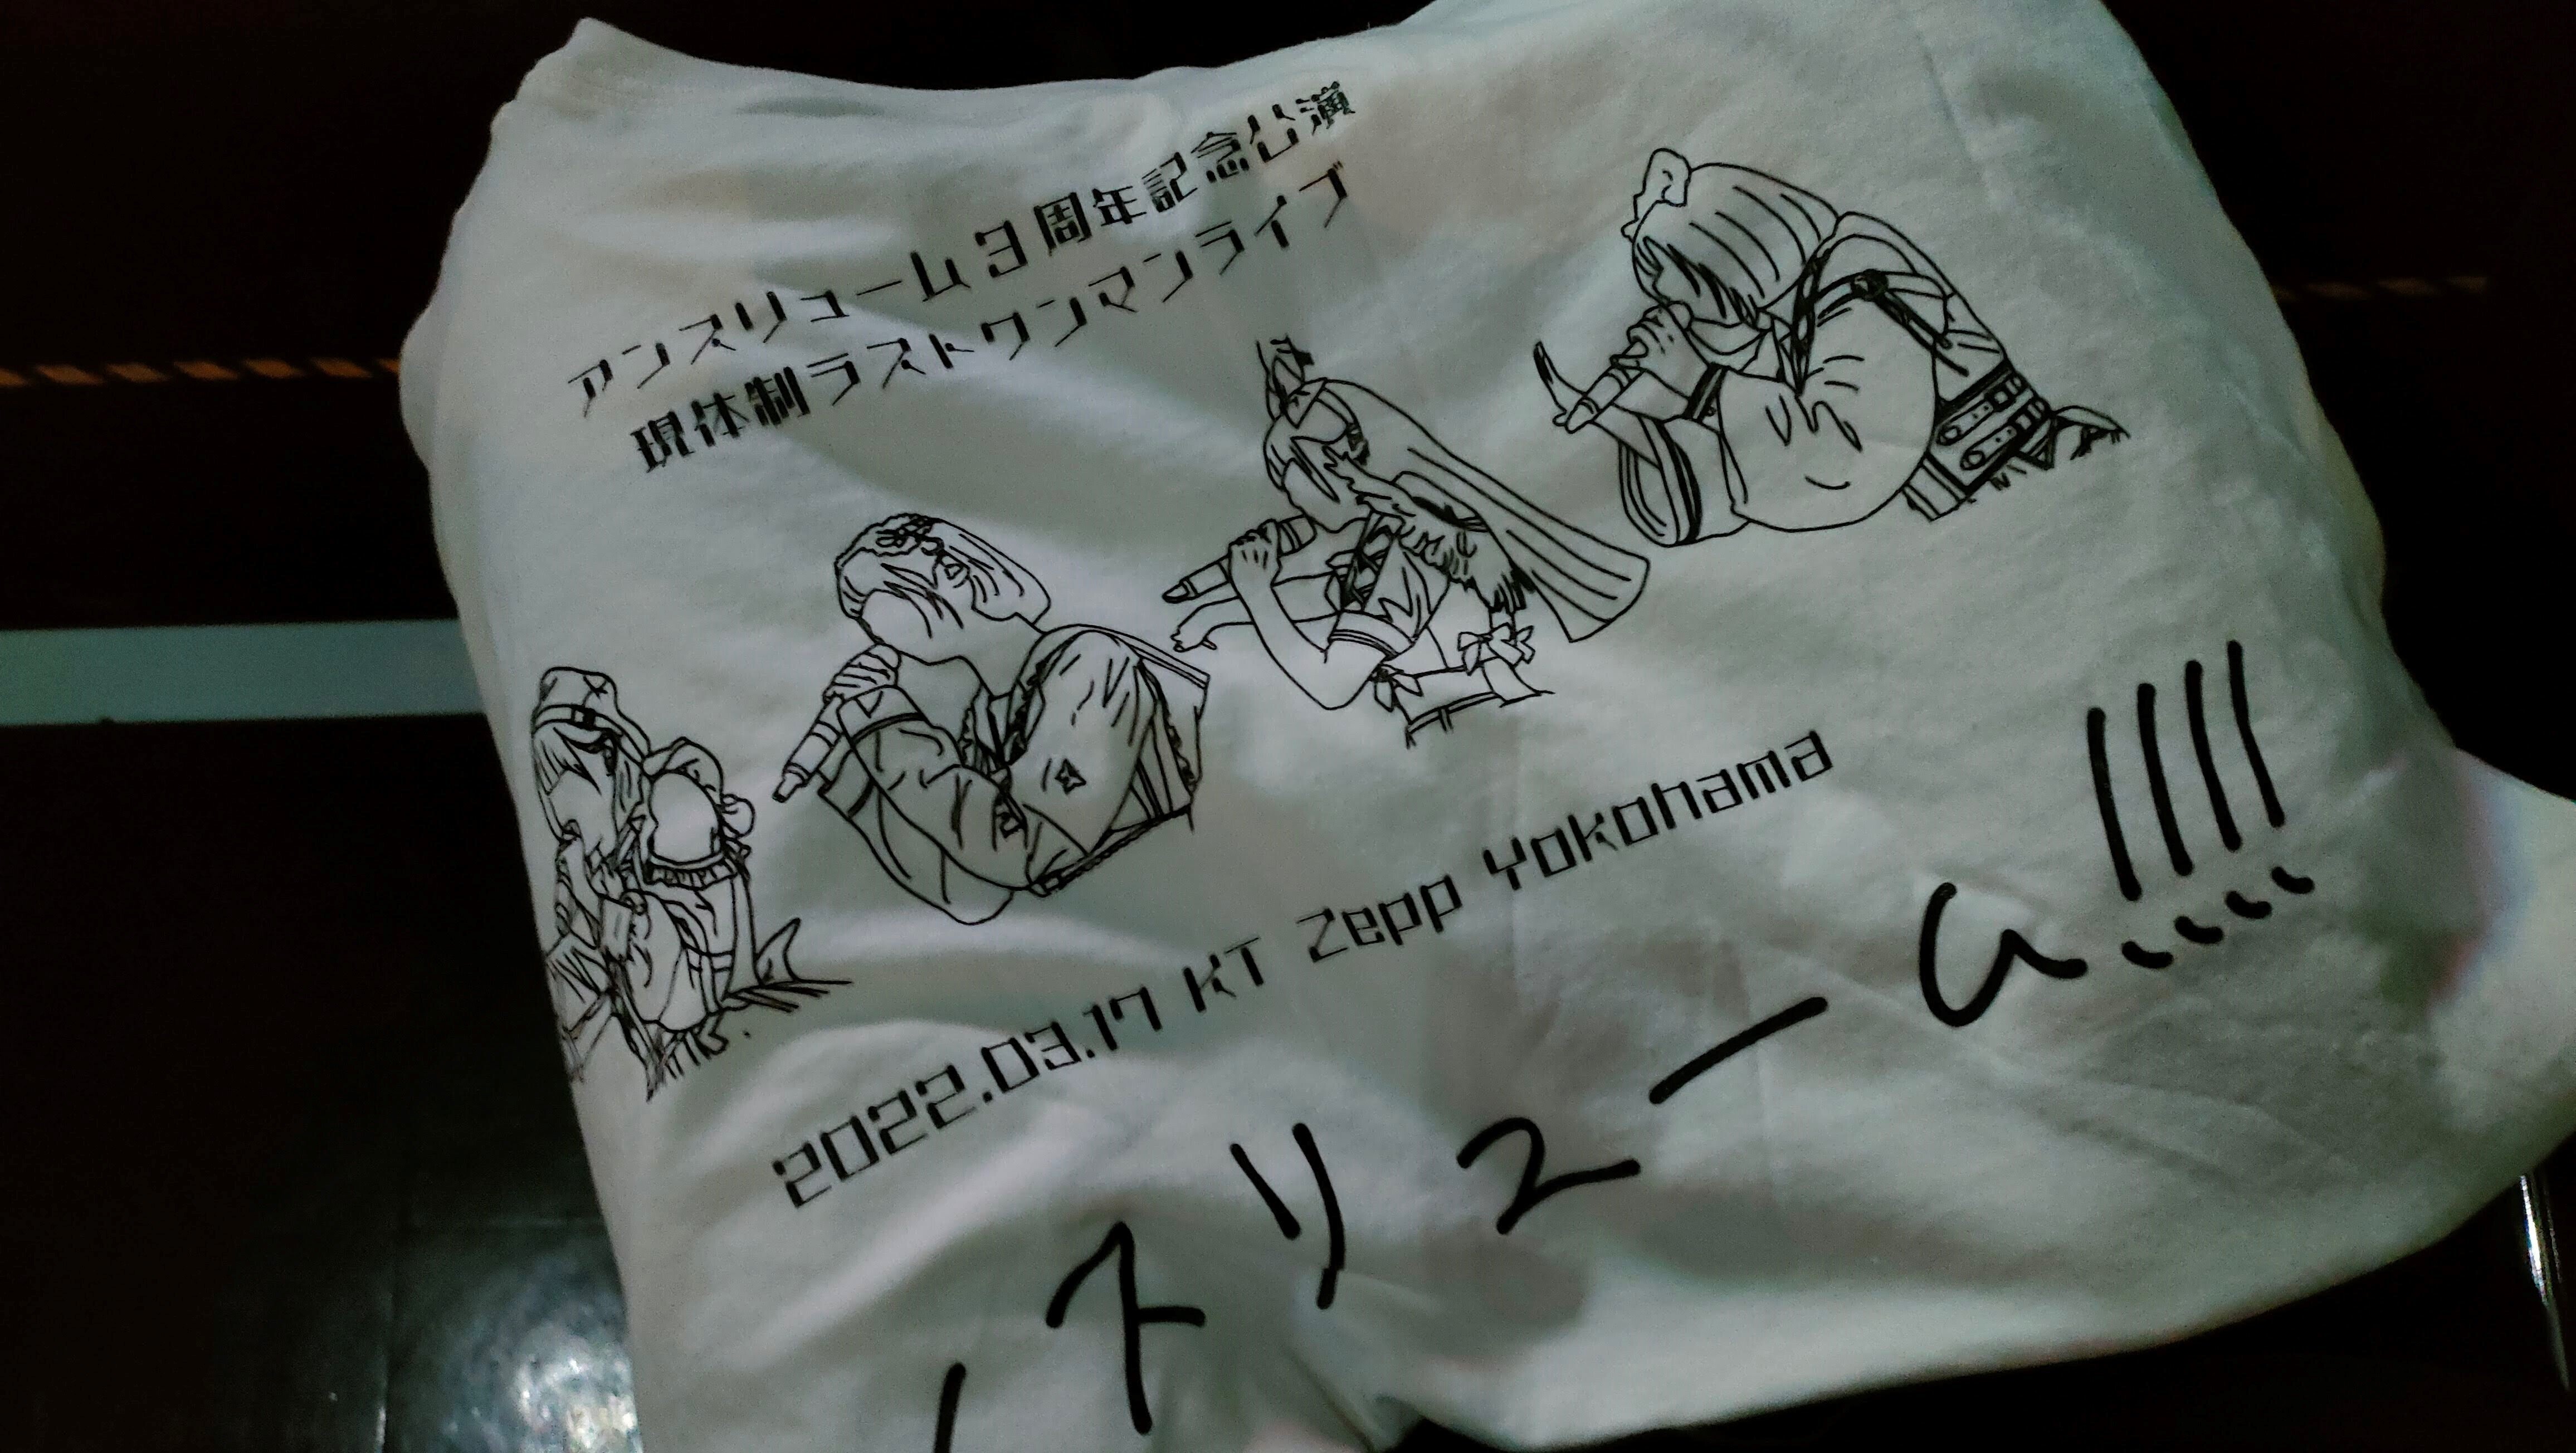 アンスリューム3周年記念公演
現体制ラストワンマンライブ
2022.03.17 KT Zepp Yokohama
スリューム!!!!